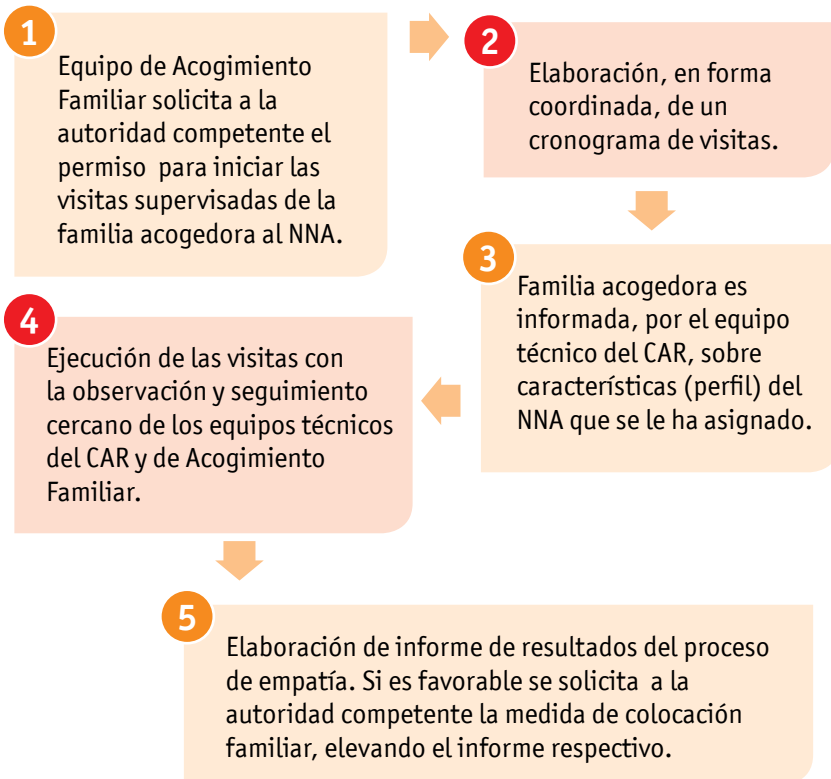 1
Equipo de Acogimiento
Familiar solicita a la
autoridad competente el
permiso para iniciar las
visitas supervisadas de la
familia acogedora al NNA.
2
Elaboración, en forma
coordinada, de un
cronograma de visitas.
3
Familia acogedora es
informada, por el equipo
técnico del CAR, sobre
características (perfil) del
NNA que se le ha asignado.
4
Ejecución de las visitas con
la observación y seguimiento
cercano de los equipos técnicos
del CAR y de Acogimiento
Familiar.
5
Elaboración de informe de resultados del proceso
de empatía. Si es favorable se solicita a la
autoridad competente la medida de colocación
familiar, elevando el informe respectivo.